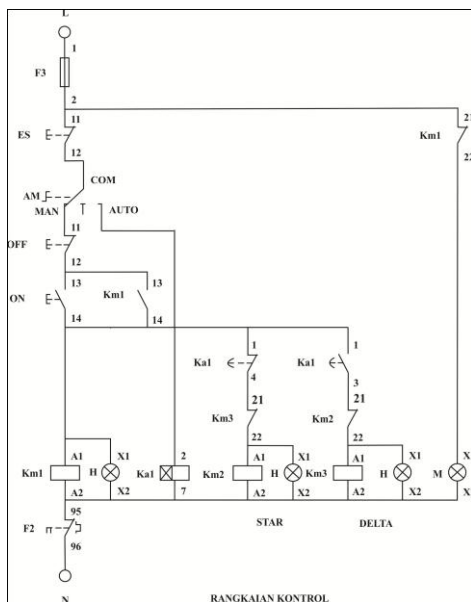 L
1
F3
2
11
ES
12
COM
AM
MAN
AUTO
11
OFF
12
13
ON
14
Km1
13
14
21
Km1
22
1
Ka1
4
21
Km3
22
1
Ka1
3
21
Km2
22
A1
Km1
A2
X1
H
X2
2
Ka1
7
A1
Km2
A2
X1
H
X2
A1
Km3
A2
X1
H
X2
M
95
F2
96
STAR
DELTA
N
RANGKAIAN KONTROL